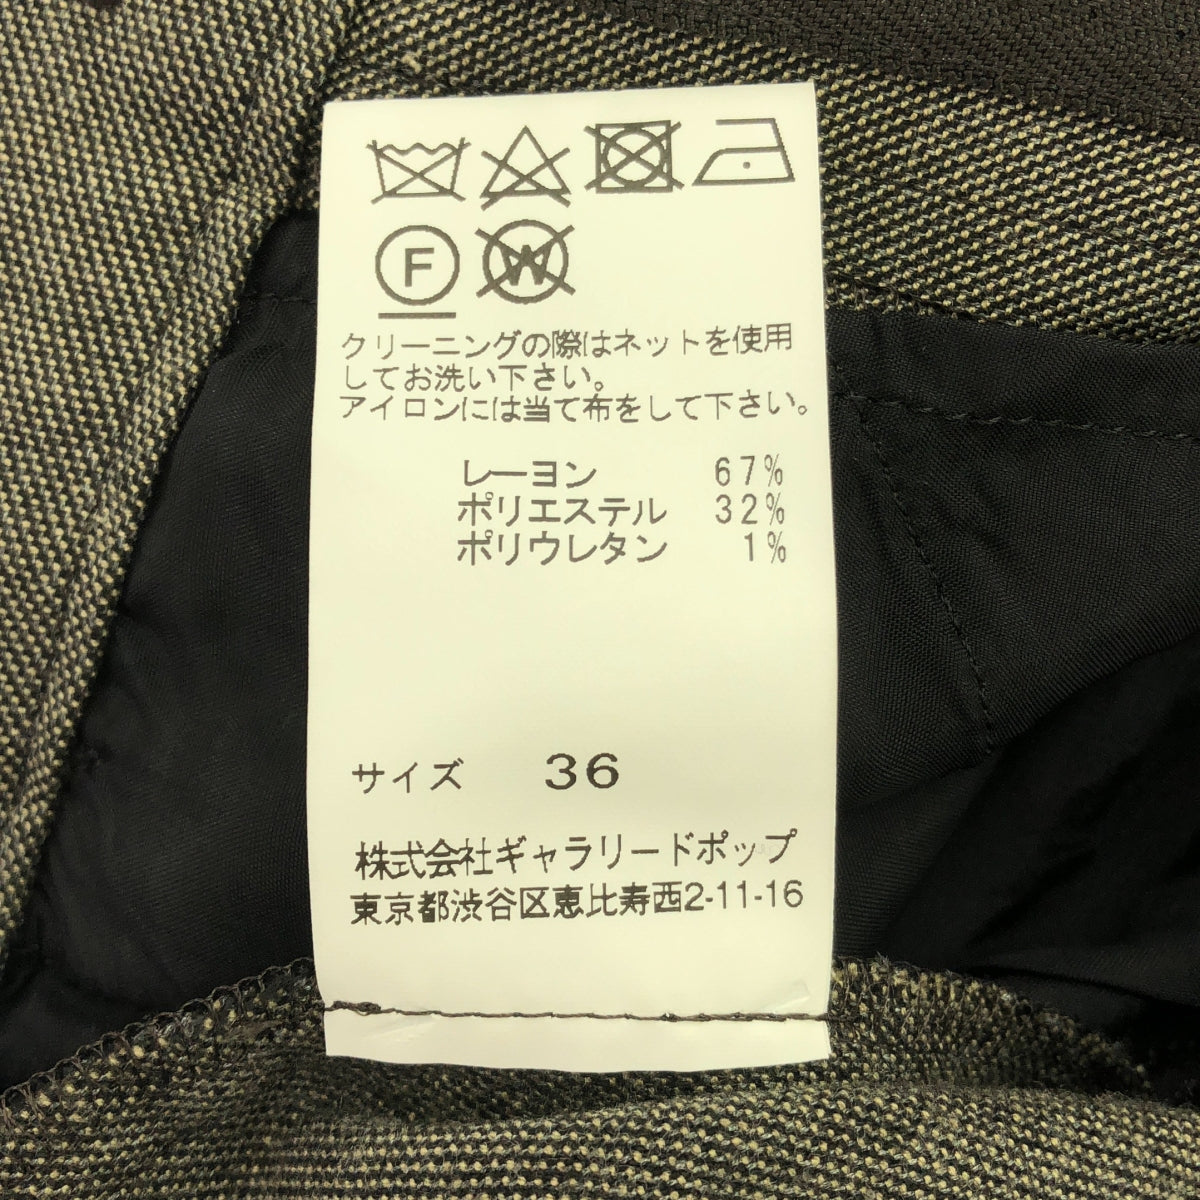 F W
クリーニングの際はネットを使用
してお洗い下さい。
アイロンには当て布をして下さい。
レーヨン 67%
ポリエステル 32%
ポリウレタン 1%
サイズ 36
株式会社ギャラリードポップ
東京都渋谷区恵比寿西2-11-16